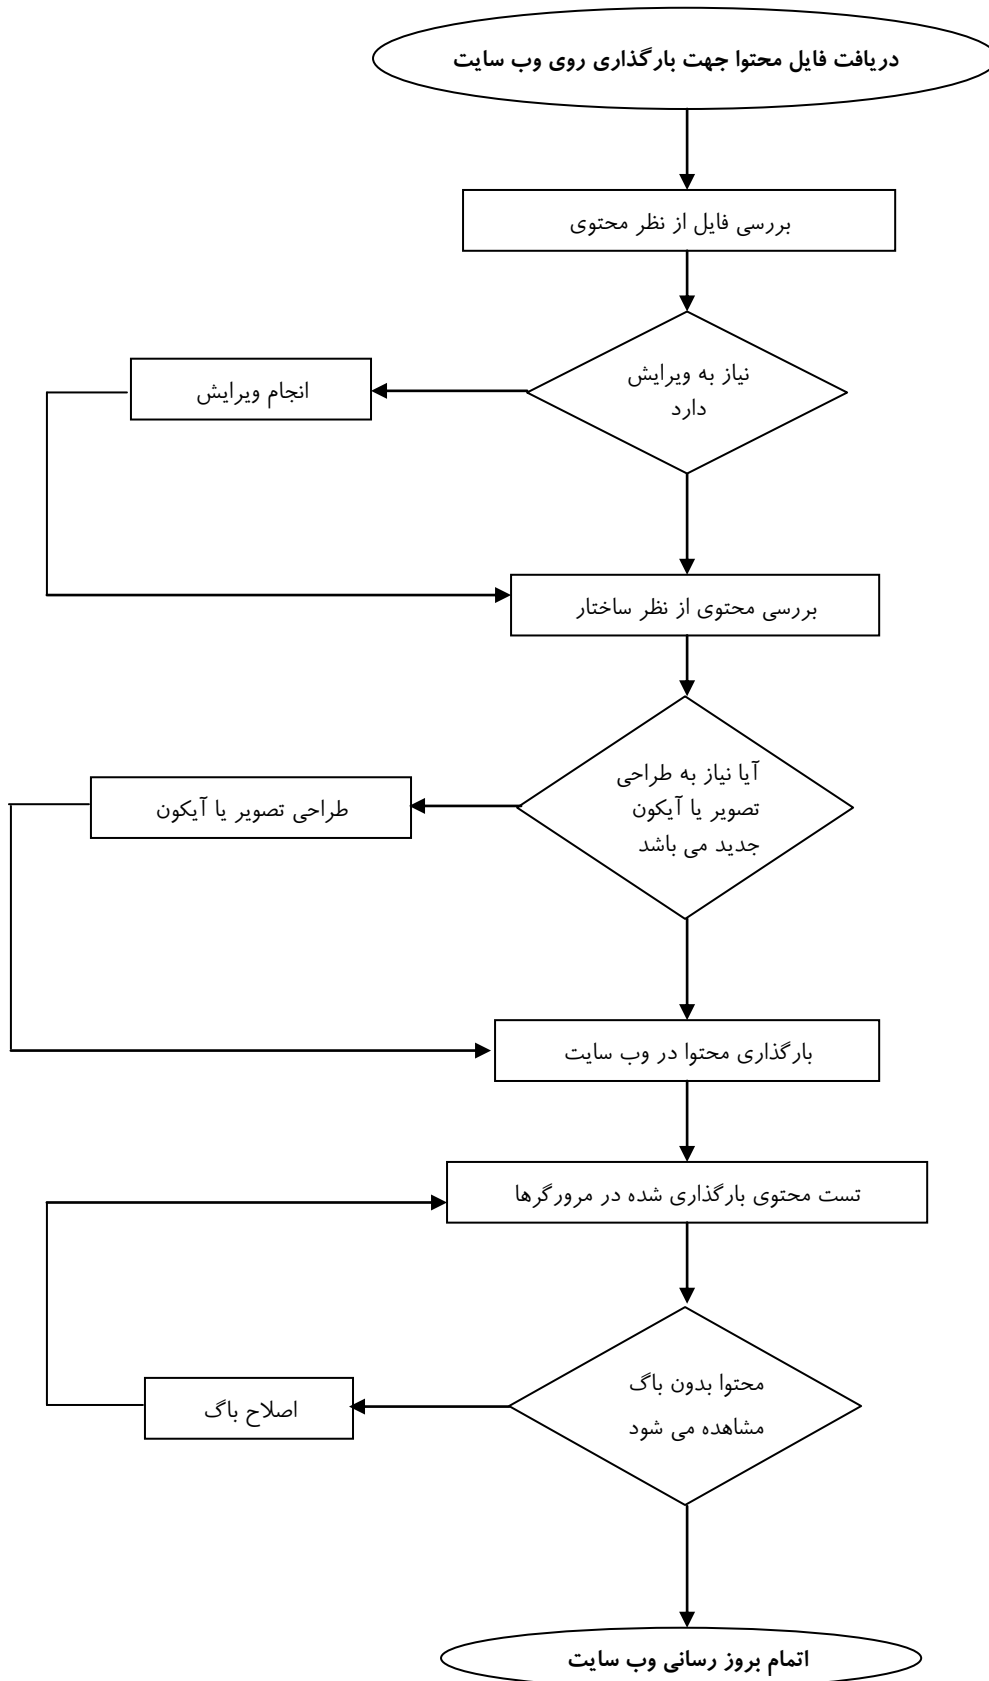 دریافت فایل محتوا جهت بارگذاری روی وب سایت
بررسی فایل از نظر محتوی
نیاز به ویرایش
دارد
انجام ویرایش
بررسی محتوی از نظر ساختار
آیا نیاز به طراحی
تصویر یا آیکون
جدید می باشد
طراحی تصویر یا آیکون
بارگذاری محتوا در وب سایت
تست محتوی بارگذاری شده در مرورگرها
محتوا بدون باگ
مشاهده می شود
اصلاح باگ
اتمام بروز رسانی وب سایت